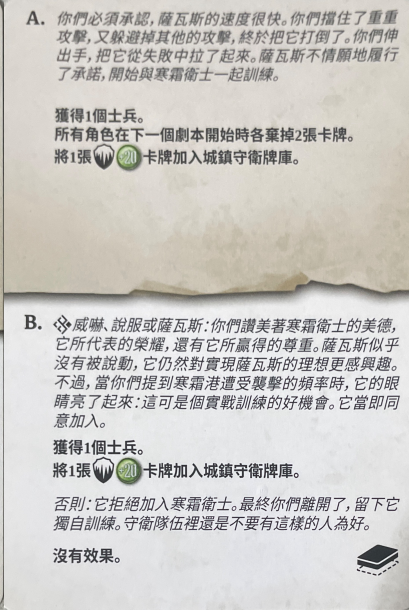 A. 你們必須承認，薩瓦斯的速度很快。你們擋住了重重
攻擊，又躲避掉其他的攻擊，終於把它打倒了。你們伸
出手，把它從失敗中拉了起來。薩瓦斯不情願地履行
了承諾，開始與寒霜衛士一起訓練。
獲得1個士兵。
所有角色在下一個劇本開始時各棄掉2張卡牌。
將1張 +20 卡牌加入城鎮守衛牌庫。
B. 威嚇、說服或薩瓦斯：你們讚美著寒霜衛士的美德，
它所代表的榮耀，還有它所贏得的尊重。薩瓦斯似乎
沒有被說動，它仍然對實現薩瓦斯的理想更感興趣。
不過，當你們提到寒霜港遭受襲擊的頻率時，它的眼
睛亮了起來：這可是個實戰訓練的好機會。它當即同
意加入。
獲得1個士兵。
將1張 +20 卡牌加入城鎮守衛牌庫。
否則：它拒絕加入寒霜衛士。最終你們離開了，留下它
獨自訓練。守衛隊伍裡還是不要有這樣的人為好。
沒有效果。